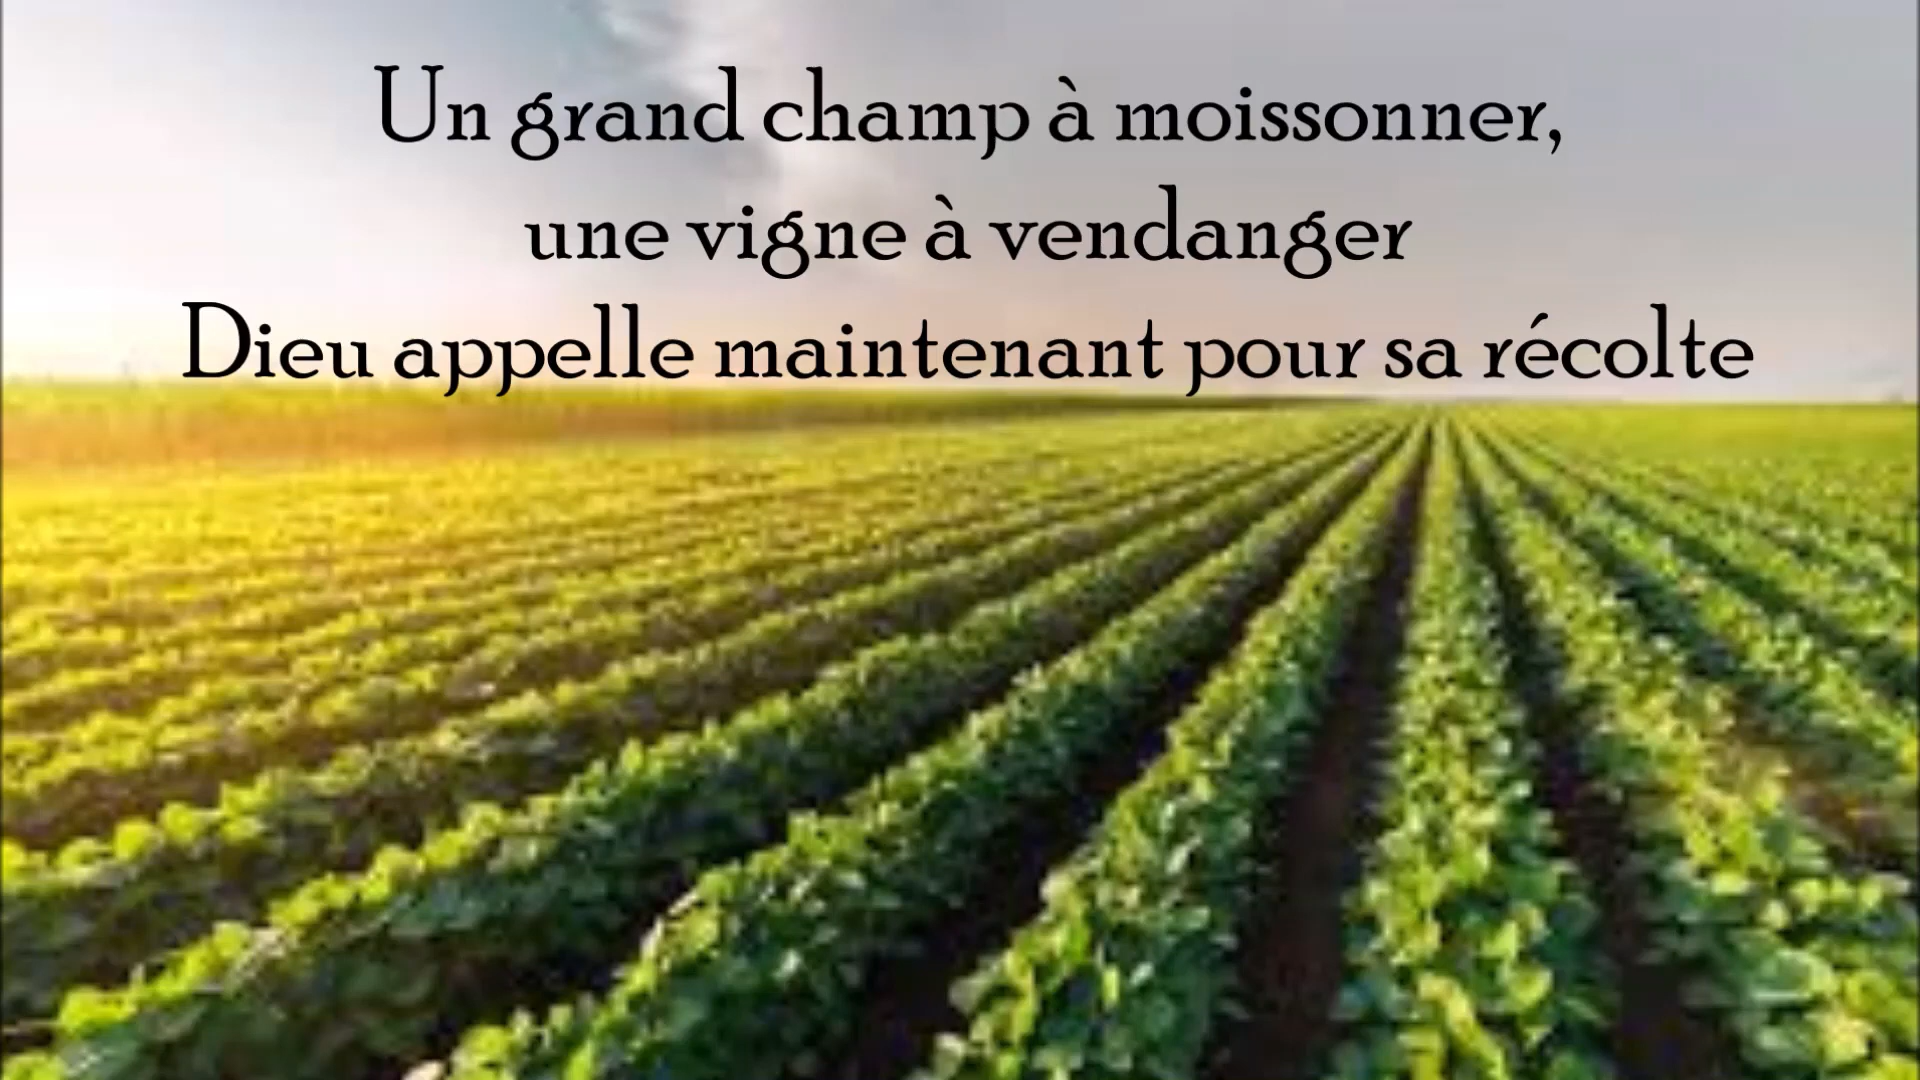 Un grand champ à moissonner,
une vigne à vendanger
Dieu appelle maintenant pour sa récolte